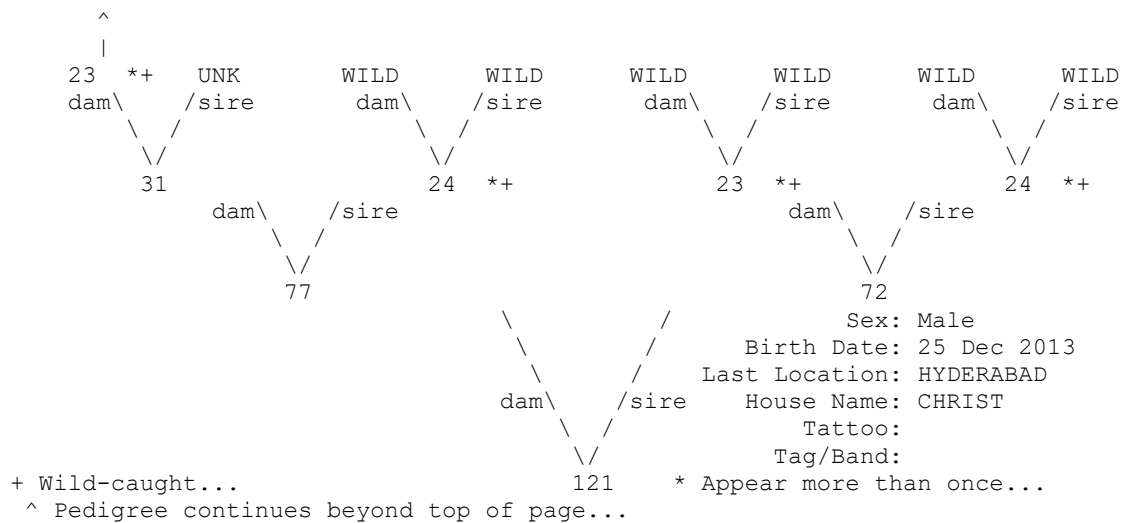 ^
|
23 *+ UNK WILD WILD WILD WILD WILD WILD
dam\ /sire dam\ /sire dam\ /sire dam\ /sire
\ / \ / \ / \ /
\/ \/ \/ \/
31 24 *+ 23 *+ 24 *+
dam\ /sire dam\ /sire
\ / \ /
\/ \/
77 72
\ / Sex: Male
\ / Birth Date: 25 Dec 2013
\ / Last Location: HYDERABAD
dam\ /sire House Name: CHRIST
\ / Tattoo:
\/ Tag/Band:
+ Wild-caught... 121 * Appear more than once...
^ Pedigree continues beyond top of page...